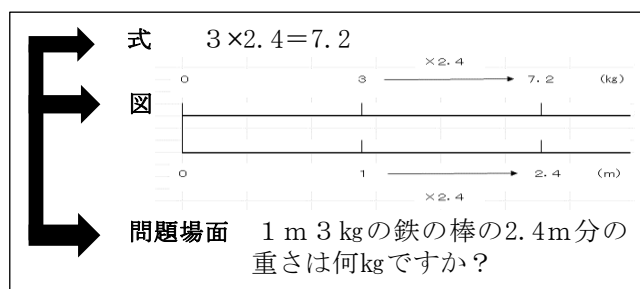 式 3×2.4=7.2
×2.4
0 3 7.2 (kg)
図
0 1 2.4 (m)
×2.4
問題場面 1m3㎏の鉄の棒の2.4m分の
重さは何㎏ですか？